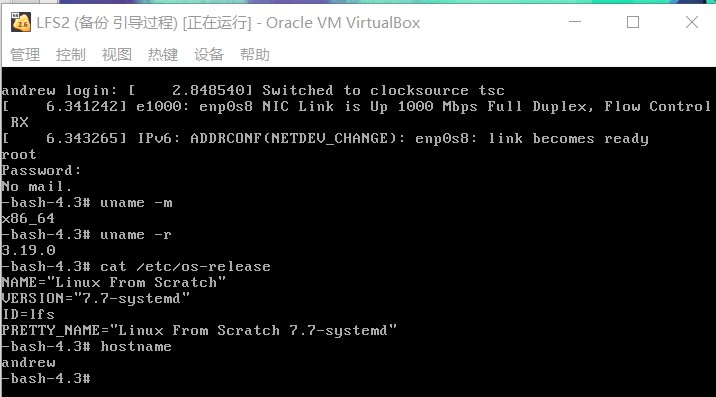 LFS2 (备份 引导过程) [正在运行] - Oracle VM VirtualBox
管理 控制 视图 热键 设备 帮助
andrew login: [    2.848540] Switched to clocksource tsc
[    6.341242] e1000: enp0s8 NIC Link is Up 1000 Mbps Full Duplex, Flow Control
 RX
[    6.343265] IPv6: ADDRCONF(NETDEV_CHANGE): enp0s8: link becomes ready
root
Password:
No mail.
-bash-4.3# uname -m
x86_64
-bash-4.3# uname -r
3.19.0
-bash-4.3# cat /etc/os-release
NAME="Linux From Scratch"
VERSION="7.7-systemd"
ID=lfs
PRETTY_NAME="Linux From Scratch 7.7-systemd"
-bash-4.3# hostname
andrew
-bash-4.3#